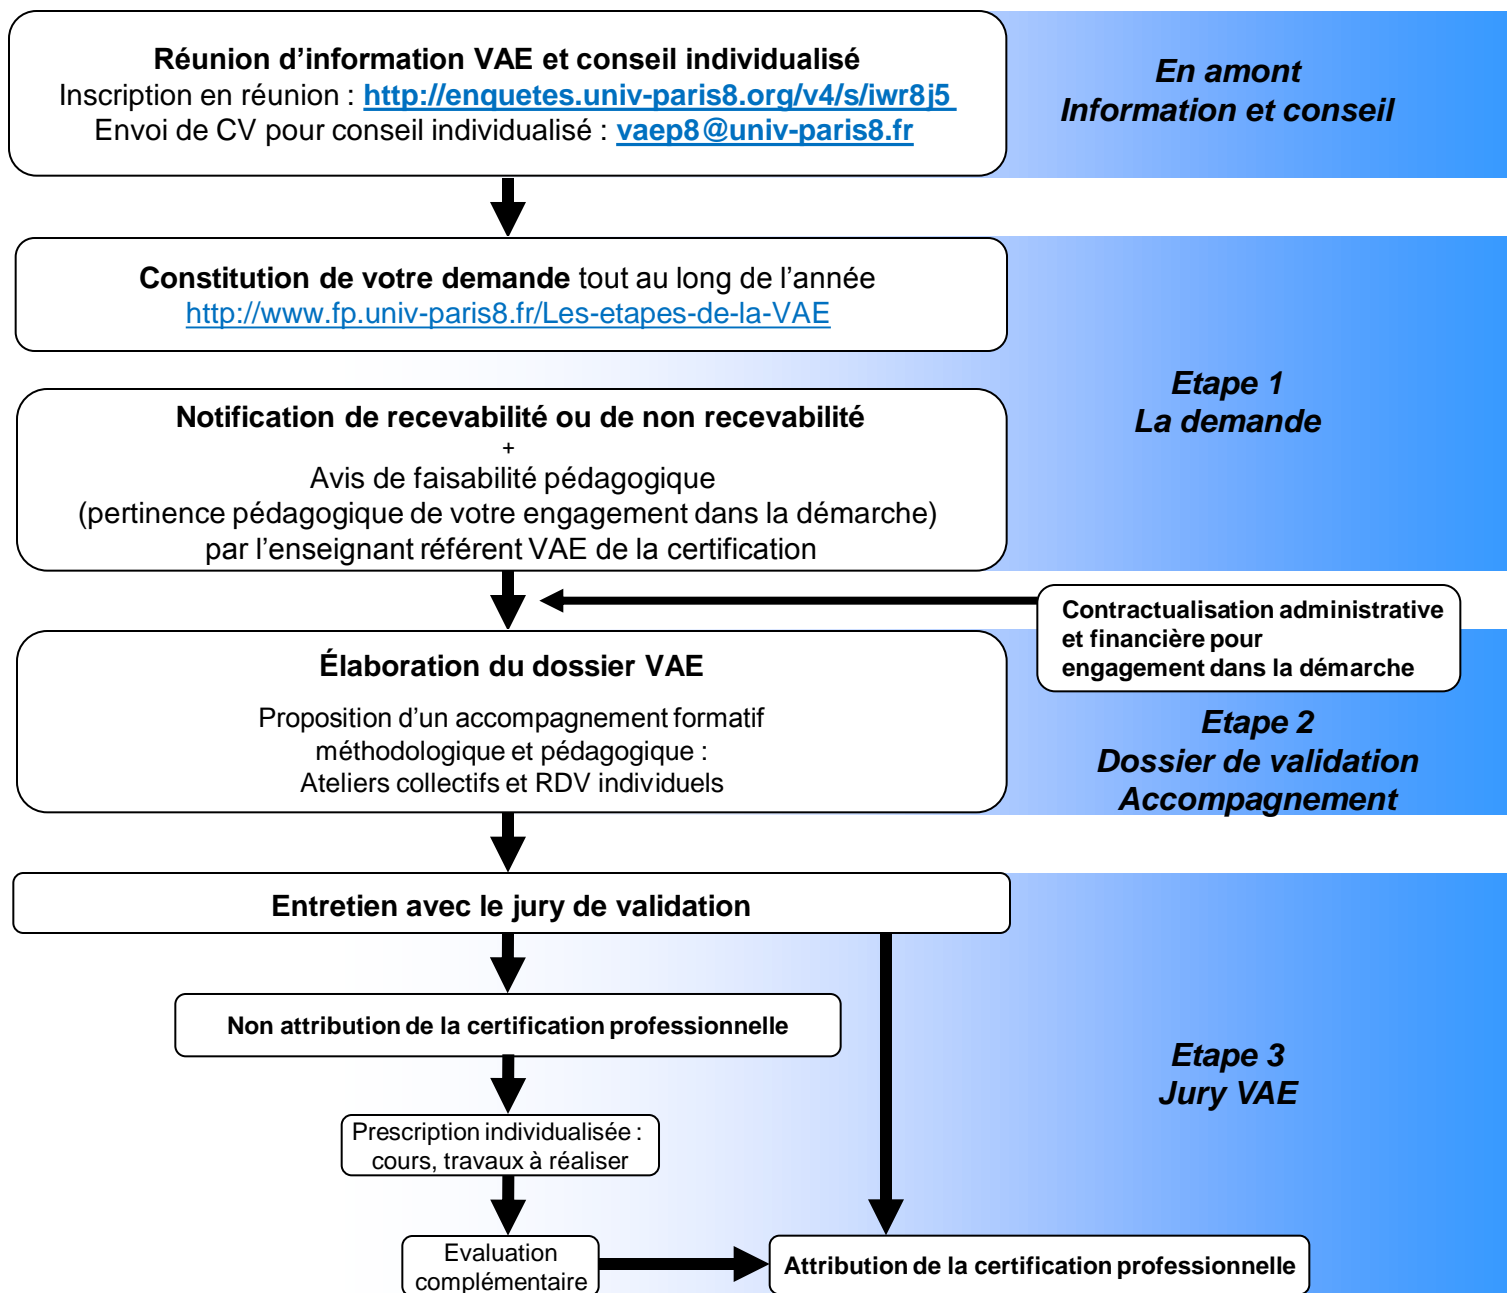 Réunion d’information VAE et conseil individualisé
Inscription en réunion : http://enquetes.univ-paris8.org/v4/s/iwr8j5
Envoi de CV pour conseil individualisé : vaep8@univ-paris8.fr
En amont
Information et conseil
Constitution de votre demande tout au long de l’année
http://www.fp.univ-paris8.fr/Les-etapes-de-la-VAE
Notification de recevabilité ou de non recevabilité
+
Avis de faisabilité pédagogique
(pertinence pédagogique de votre engagement dans la démarche)
par l’enseignant référent VAE de la certification
Etape 1
La demande
Contractualisation administrative
et financière pour
engagement dans la démarche
Élaboration du dossier VAE
Proposition d’un accompagnement formatif
méthodologique et pédagogique :
Ateliers collectifs et RDV individuels
Etape 2
Dossier de validation
Accompagnement
Entretien avec le jury de validation
Non attribution de la certification professionnelle
Etape 3
Jury VAE
Prescription individualisée :
cours, travaux à réaliser
Evaluation
complémentaire
Attribution de la certification professionnelle